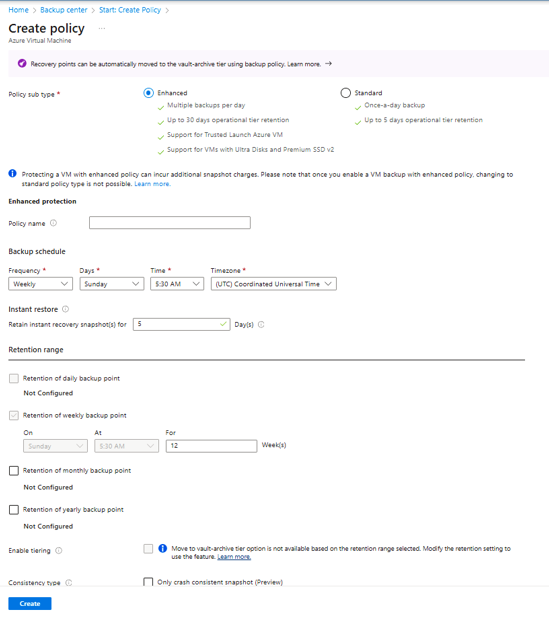 Home > Backup center > Start: Create Policy >
Create policy ...
Azure Virtual Machine
Recovery points can be automatically moved to the vault-archive tier using backup policy. Learn more. →
Policy sub type *
Enhanced
Multiple backups per day
Up to 30 days operational tier retention
Support for Trusted Launch Azure VM
Support for VMs with Ultra Disks and Premium SSD v2
Standard
Once-a-day backup
Up to 5 days operational tier retention
Protecting a VM with enhanced policy can incur additional snapshot charges. Please note that once you enable a VM backup with enhanced policy, changing to
standard policy type is not possible. Learn more.
Enhanced protection
Policy name
Backup schedule
Frequency * Days * Time * Timezone *
Weekly Sunday 5:30 AM (UTC) Coordinated Universal Time
Instant restore
Retain instant recovery snapshot(s) for 5 Day(s)
Retention range
Retention of daily backup point
Not Configured
Retention of weekly backup point
On At For
Sunday 5:30 AM 12 Week(s)
Retention of monthly backup point
Not Configured
Retention of yearly backup point
Not Configured
Enable tiering
Move to vault-archive tier option is not available based on the retention range selected. Modify the retention setting to
use the feature. Learn more.
Consistency type
Only crash consistent snapshot (Preview)
Create